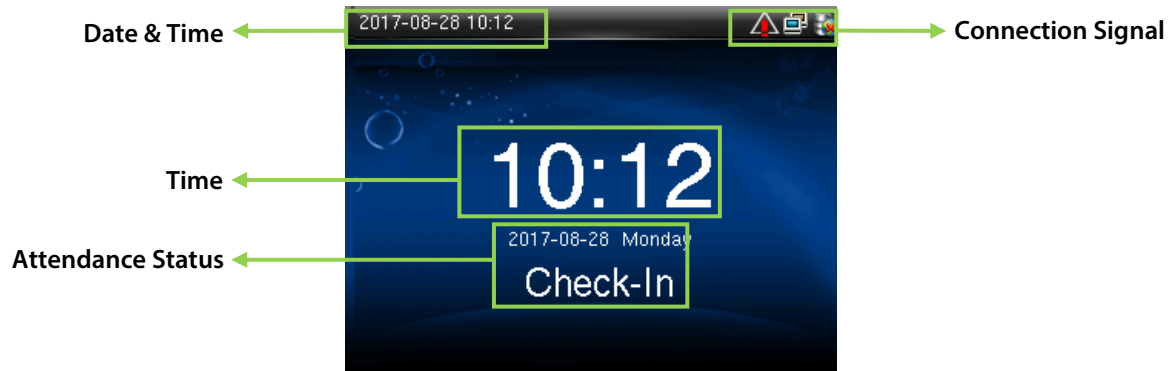 Date & Time
2017-08-28 10:12
Connection Signal
Time
10:12
Attendance Status
2017-08-28 Monday
Check-In